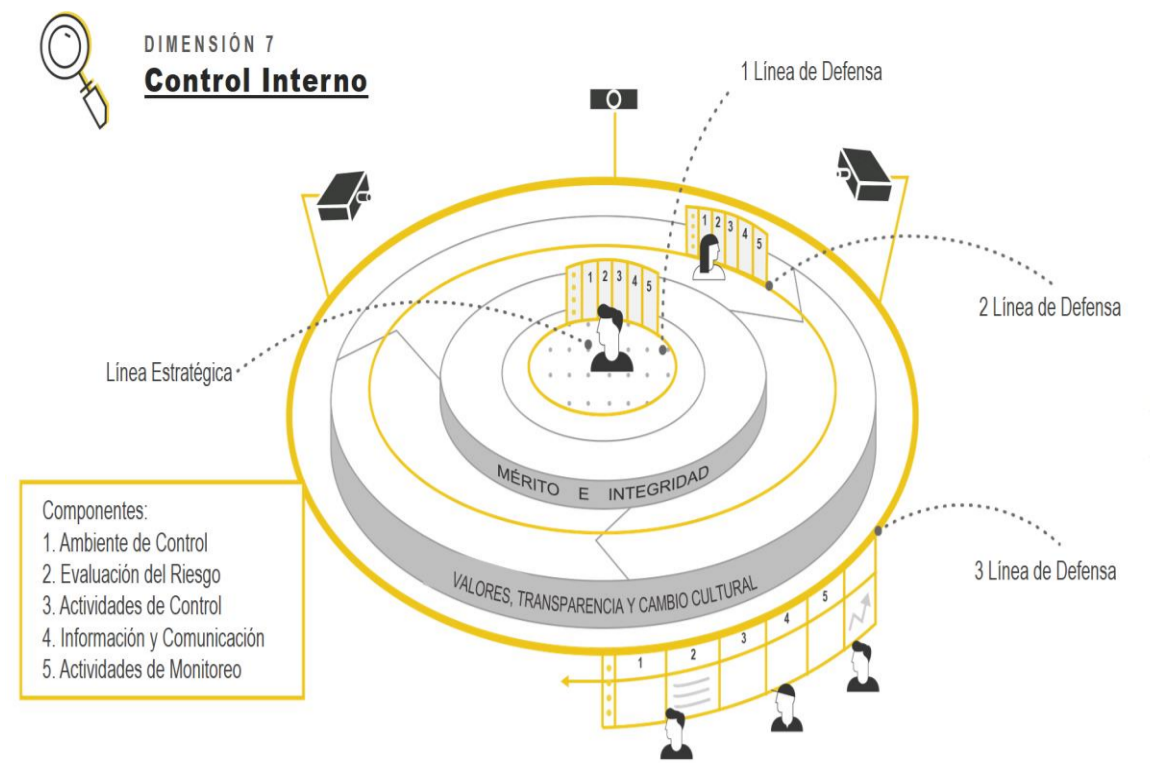 DIMENSIÓN 7
Control Interno
1 Línea de Defensa
1 2 3 4 5
2 Línea de Defensa
1 2 3 4 5
Línea Estratégica
MÉRITO E INTEGRIDAD
VALORES, TRANSPARENCIA Y CAMBIO CULTURAL
3 Línea de Defensa
1 2 3 4 5
Componentes:
1. Ambiente de Control
2. Evaluación del Riesgo
3. Actividades de Control
4. Información y Comunicación
5. Actividades de Monitoreo